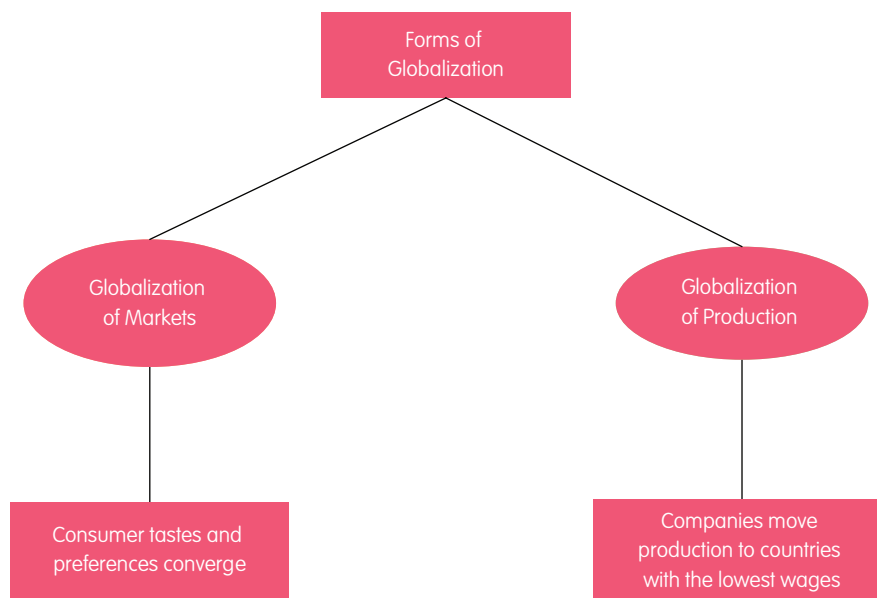 Forms of
Globalization
Globalization
of Markets
Globalization
of Production
Consumer tastes and
preferences converge
Companies move
production to countries
with the lowest wages